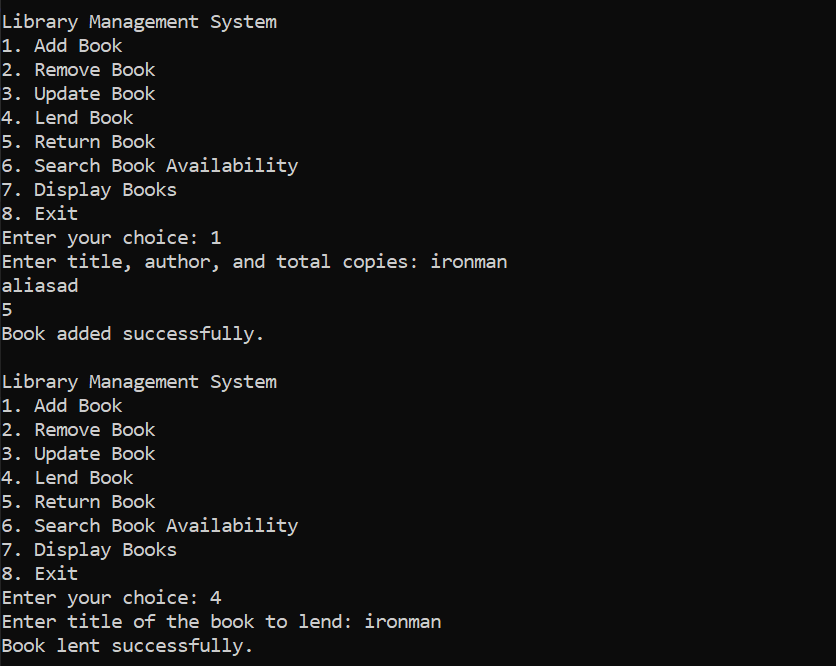 Library Management System
1. Add Book
2. Remove Book
3. Update Book
4. Lend Book
5. Return Book
6. Search Book Availability
7. Display Books
8. Exit
Enter your choice: 1
Enter title, author, and total copies: ironman
aliasad
5
Book added successfully.

Library Management System
1. Add Book
2. Remove Book
3. Update Book
4. Lend Book
5. Return Book
6. Search Book Availability
7. Display Books
8. Exit
Enter your choice: 4
Enter title of the book to lend: ironman
Book lent successfully.